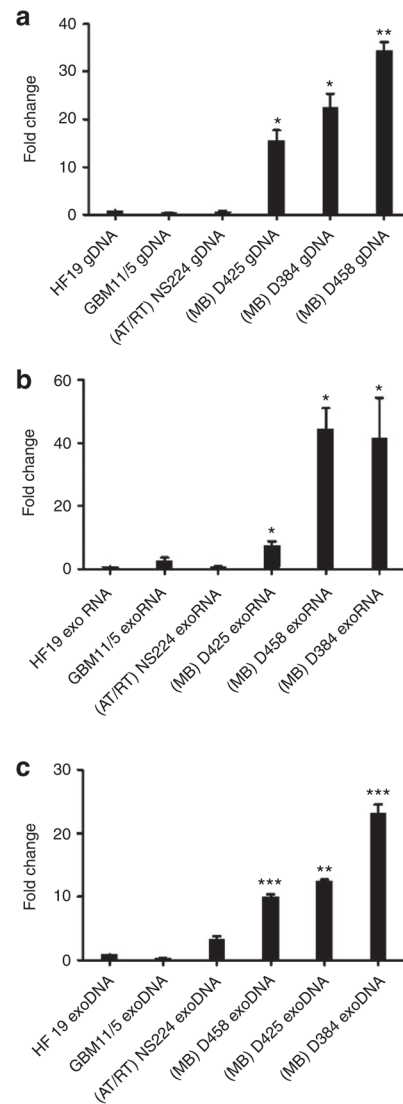 a
Fold change
40
30
20
10
0
*
*
**
HF19 gDNA
GBM11/5 gDNA
(AT/RT) NS224 gDNA
(MB) D425 gDNA
(MB) D384 gDNA
(MB) D458 gDNA
b
Fold change
60
40
20
0
*
*
*
HF19 exo RNA
GBM11/5 exoRNA
(AT/RT) NS224 exoRNA
(MB) D425 exoRNA
(MB) D458 exoRNA
(MB) D384 exoRNA
c
Fold change
30
20
10
0
***
**
***
HF 19 exoDNA
GBM11/5 exoDNA
(AT/RT) NS224 exoDNA
(MB) D458 exoDNA
(MB) D425 exoDNA
(MB) D384 exoDNA